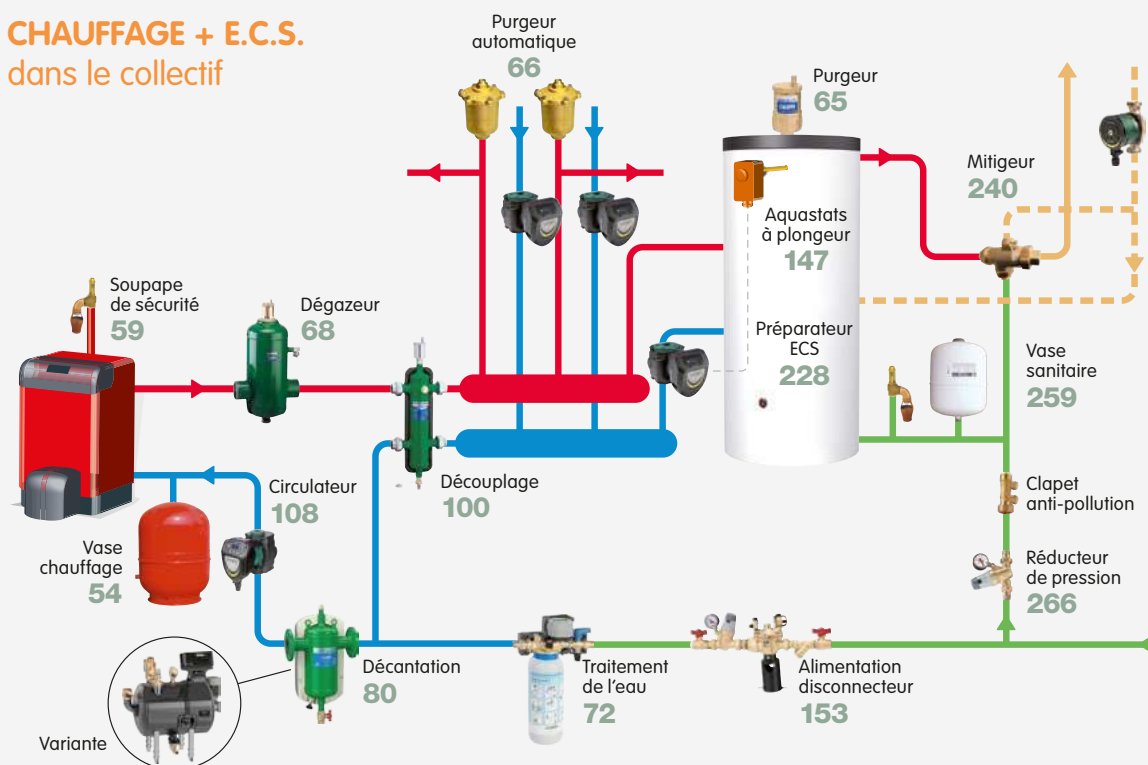 CHAUFFAGE + E.C.S.
dans le collectif
Purgeur
automatique
66
Purgeur
65
Mitigeur
240
Aquastats
à plongeur
147
Soupape
de sécurité
59
Dégazeur
68
Préparateur
ECS
228
Vase
sanitaire
259
Circulateur
108
Découplage
100
Clapet
anti-pollution
Vase
chauffage
54
Réducteur
de pression
266
Décantation
80
Traitement
de l'eau
72
Alimentation
disconnecteur
153
Variante